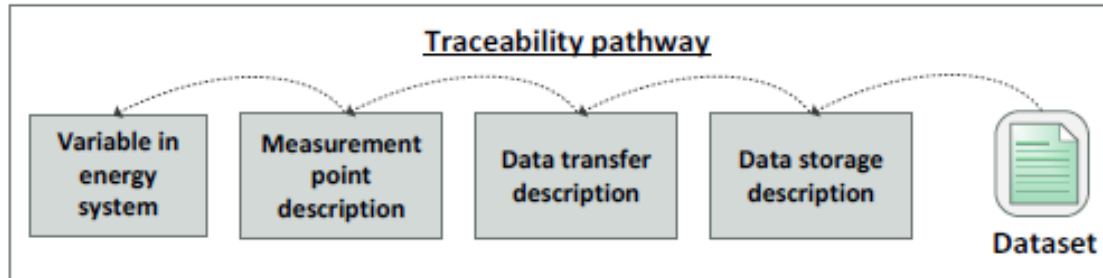 Traceability pathway
Variable in
energy
system
Measurement
point
description
Data transfer
description
Data storage
description
Dataset